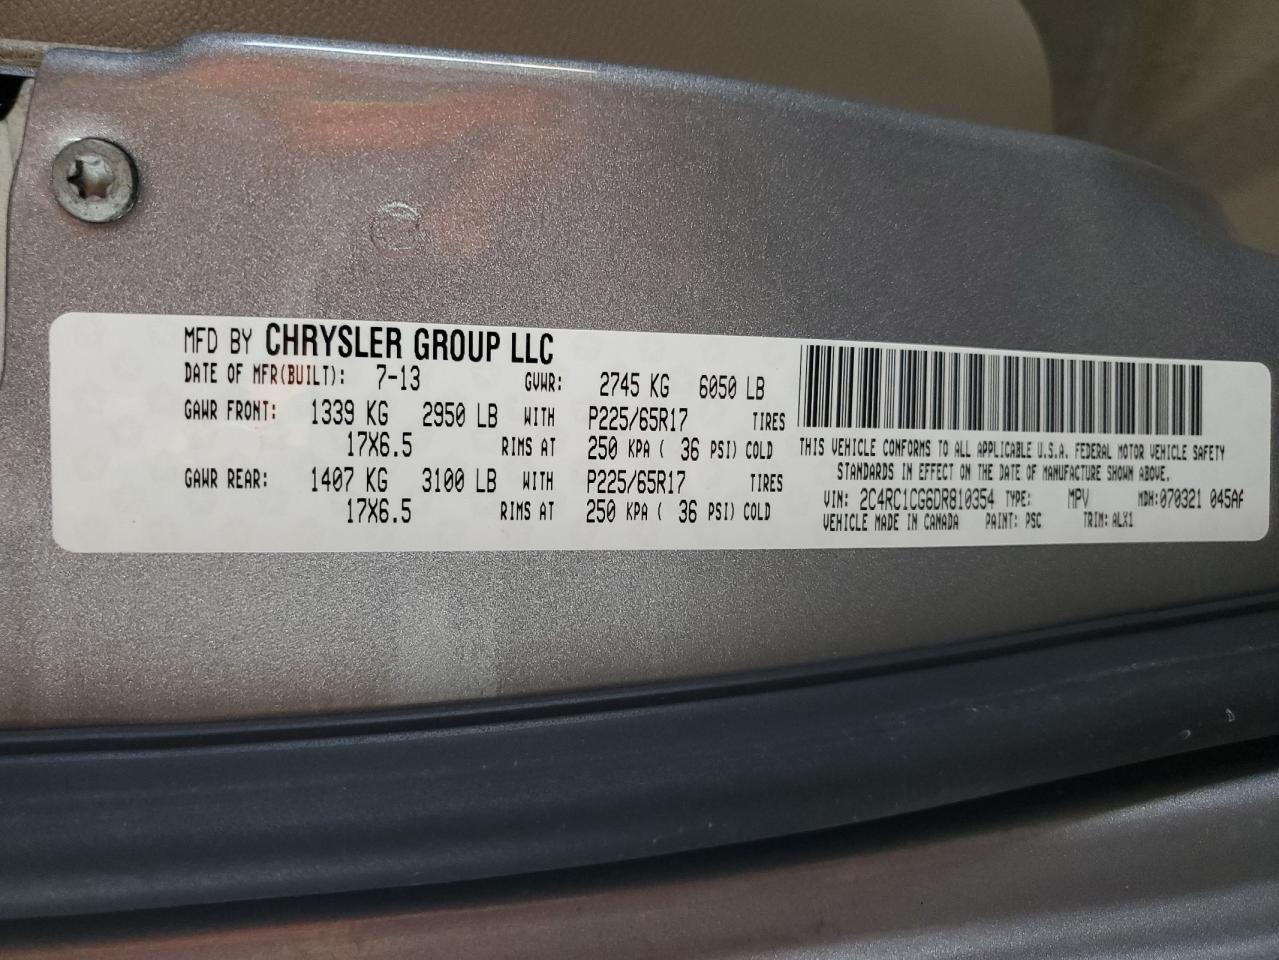 MFD BY CHRYSLER GROUP LLC
DATE OF MFR(BUILT): 7-13 GVWR: 2745 KG 6050 LB
GAWR FRONT: 1339 KG 2950 LB WITH P225/65R17 TIRES
17X6.5 RIMS AT 250 KPA ( 36 PSI) COLD
GAWR REAR: 1407 KG 3100 LB WITH P225/65R17 TIRES
17X6.5 RIMS AT 250 KPA ( 36 PSI) COLD
THIS VEHICLE CONFORMS TO ALL APPLICABLE U.S.A. FEDERAL MOTOR VEHICLE SAFETY
STANDARDS IN EFFECT ON THE DATE OF MANUFACTURE SHOWN ABOVE.
VIN: 2C4RC1CG6DR810354 TYPE: MPV MDH:070321 045AF
VEHICLE MADE IN CANADA PAINT: PSC TRIM: ALX1